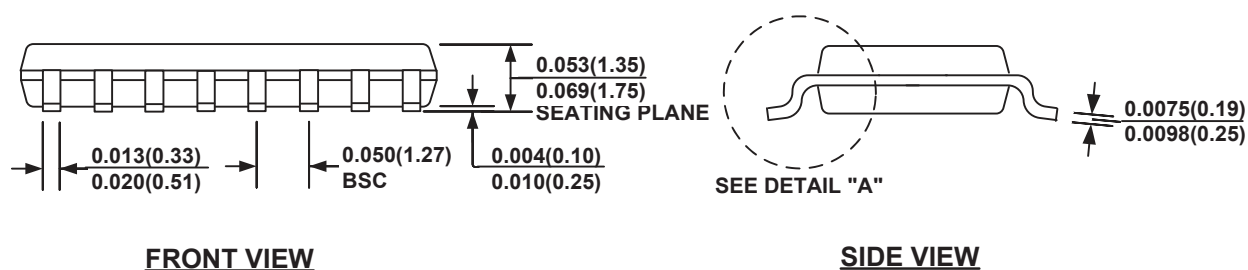 0.053(1.35)
0.069(1.75)
SEATING PLANE
0.013(0.33)
0.020(0.51)
0.050(1.27)
BSC
0.004(0.10)
0.010(0.25)
FRONT VIEW
0.0075(0.19)
0.0098(0.25)
SEE DETAIL "A"
SIDE VIEW